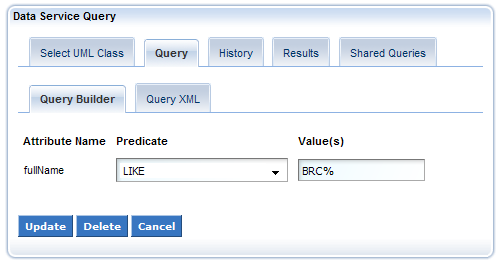 Data Service Query
Select UML Class Query History Results Shared Queries
Query Builder Query XML
Attribute Name Predicate Value(s)
fullName LIKE BRC%
Update Delete Cancel